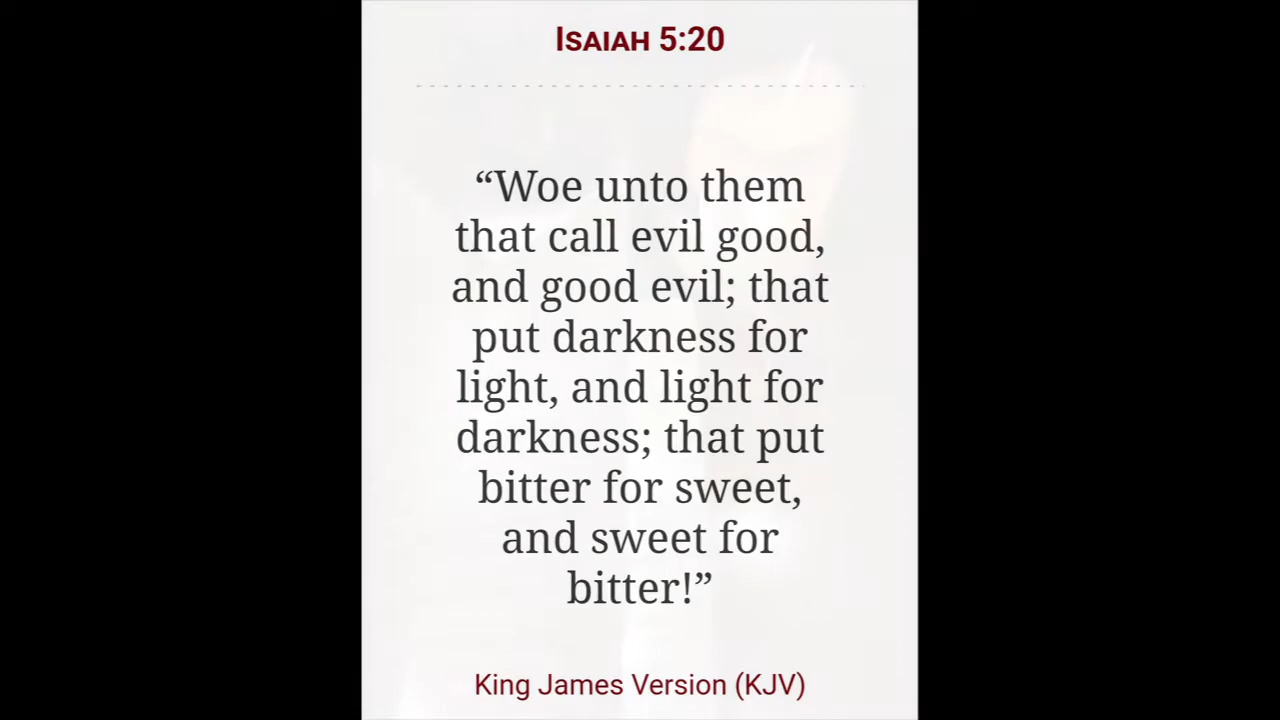 Isaiah 5:20
“Woe unto them
that call evil good,
and good evil; that
put darkness for
light, and light for
darkness; that put
bitter for sweet,
and sweet for
bitter!”
King James Version (KJV)